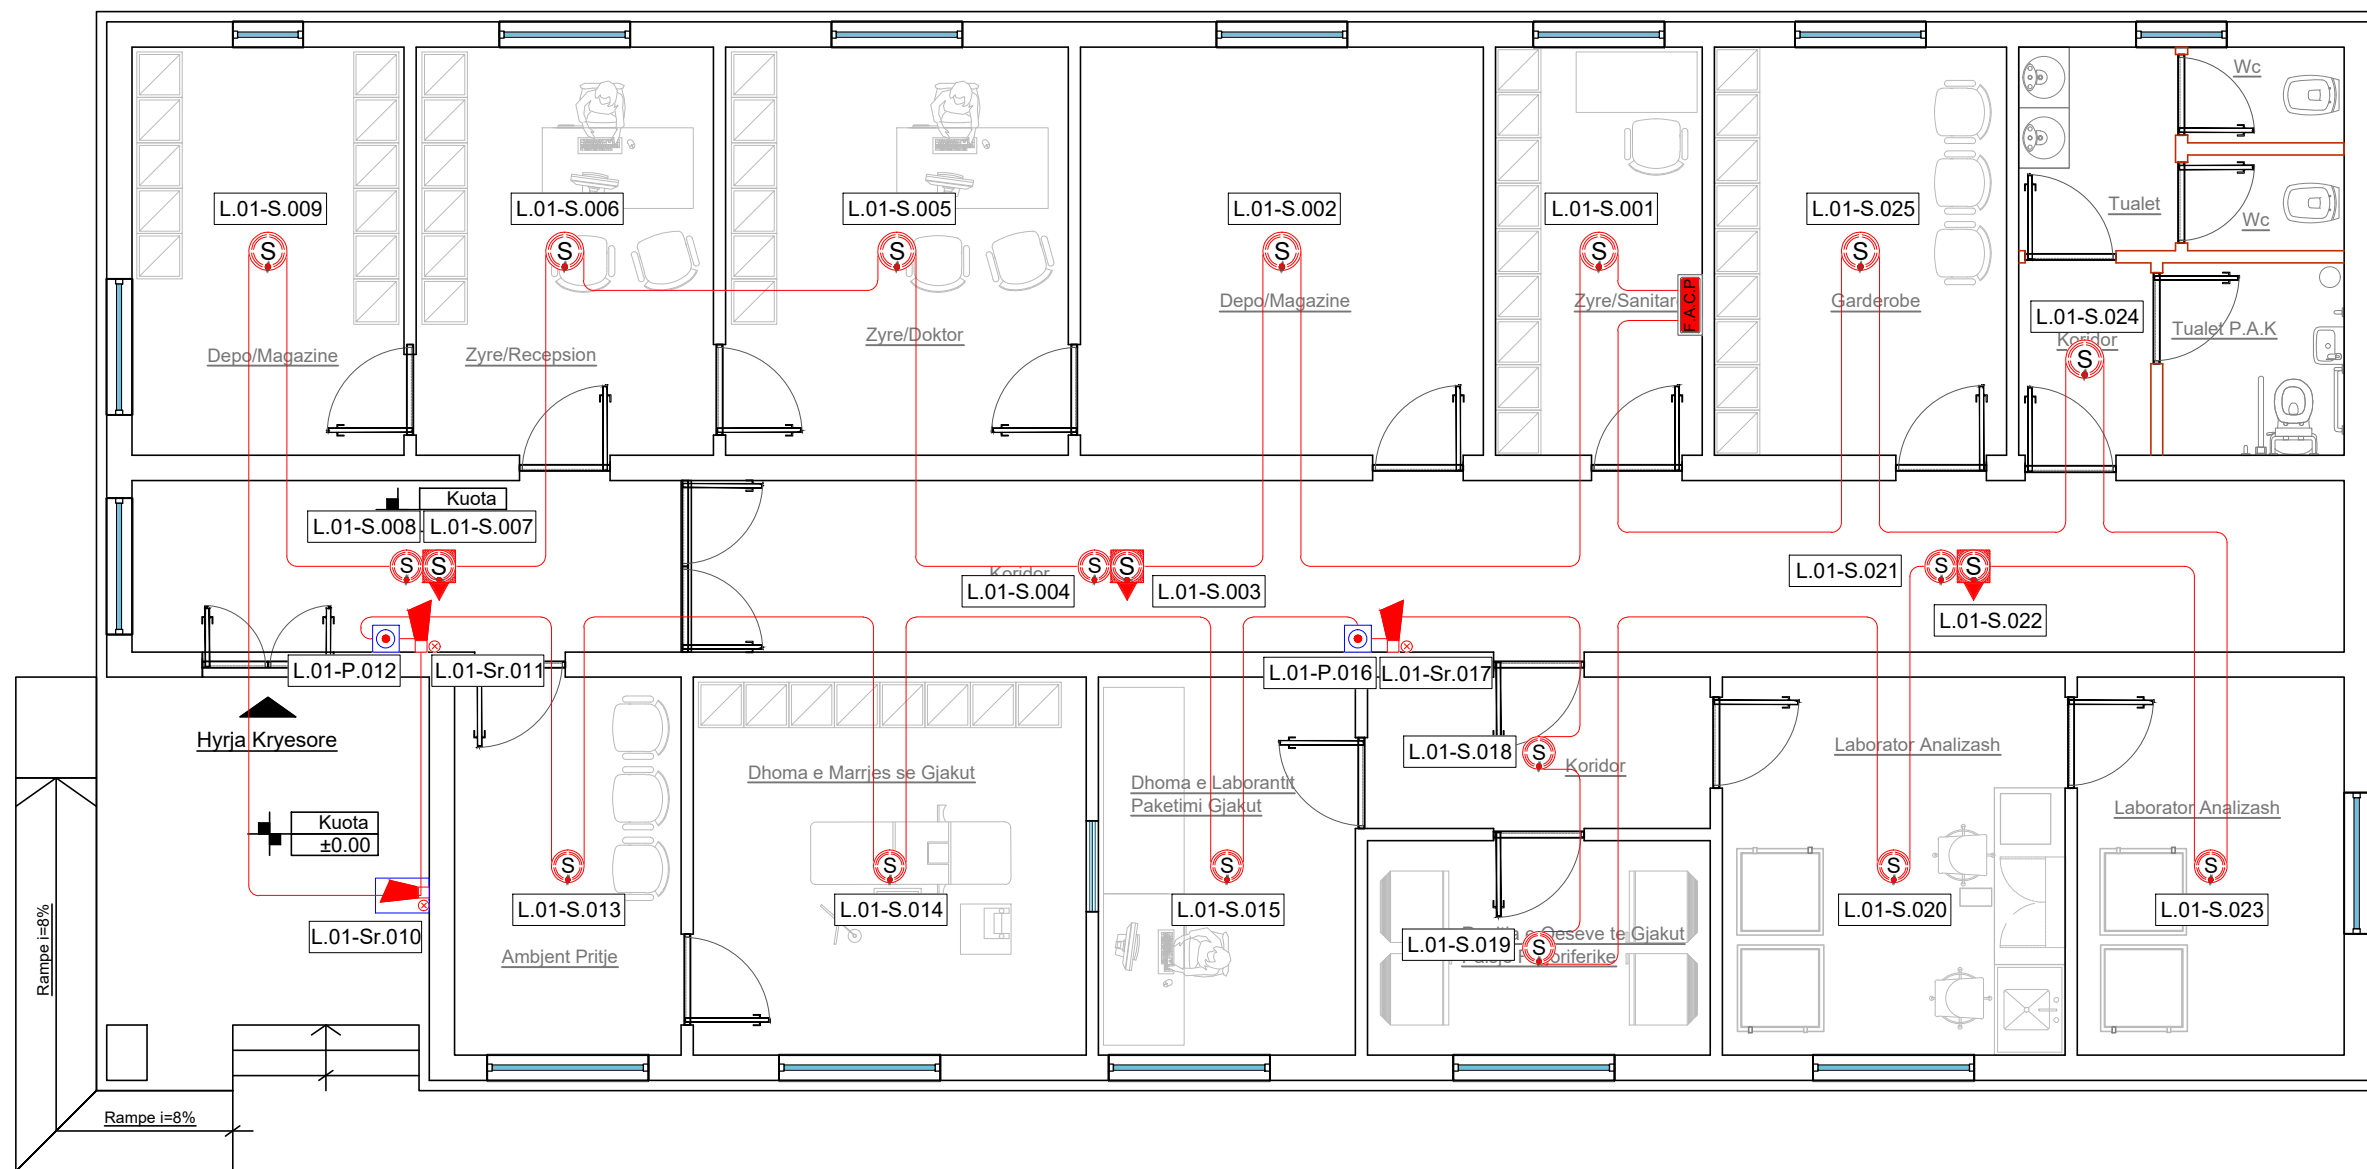 Wc
L.01-S.009
L.01-S.006
L.01-S.005
L.01-S.002
L.01-S.001
L.01-S.025
Tualet
Wc
S
S
S
S
S
S
Depo/Magazine
Zyre/Sanitar
F.A.C.P
Garderobe
L.01-S.024
Koridor
Tualet P.A.K
Zyre/Doktor
Depo/Magazine
Zyre/Recepsion
S
Kuota
L.01-S.008
L.01-S.007
S
S
Koridor
S
S
L.01-S.021
S
S
L.01-S.004
L.01-S.003
L.01-S.022
L.01-P.012
L.01-Sr.011
L.01-P.016
L.01-Sr.017
Hyrja Kryesore
Laborator Analizash
L.01-S.018
S
Koridor
Dhoma e Marrjes se Gjakut
Dhoma e Laborantit
Paketimi Gjakut
Laborator Analizash
Kuota
±0.00
S
S
S
S
S
L.01-S.013
L.01-S.014
L.01-S.015
L.01-S.020
L.01-S.023
L.01-Sr.010
L.01-S.019
S
e Qeseve te Gjakut
Ambjent Pritje
Rampe i=8%
Rampe i=8%